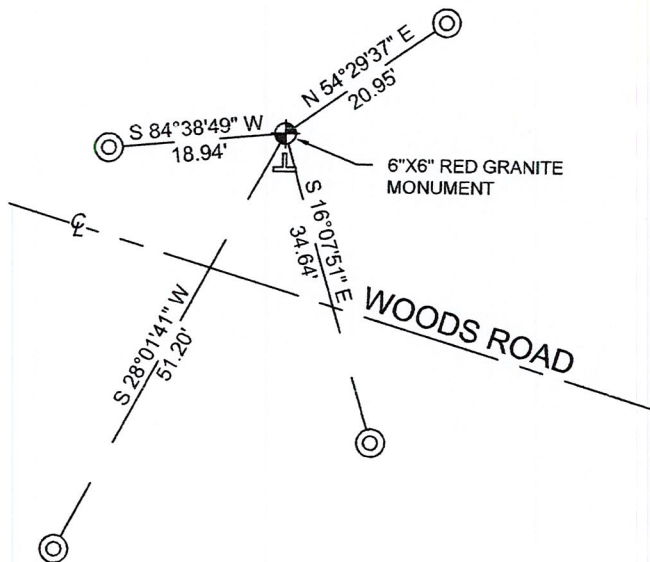 N 54°29'37" E
20.95'
S 84°38'49" W
18.94'
6"X6" RED GRANITE
MONUMENT
S 16°07'51" E
34.64'
℄
WOODS ROAD
S 28°01'41" W
51.20'